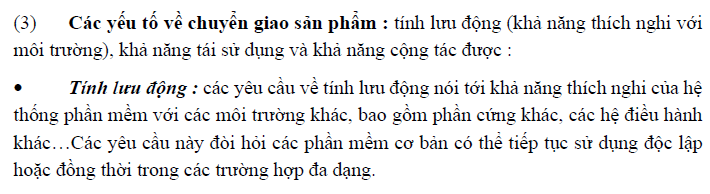 (3) Các yếu tố về chuyển giao sản phẩm : tính lưu động (khả năng thích nghi với
môi trường), khả năng tái sử dụng và khả năng cộng tác được :
• Tính lưu động : các yêu cầu về tính lưu động nói tới khả năng thích nghi của hệ
thống phần mềm với các môi trường khác, bao gồm phần cứng khác, các hệ điều hành
khác…Các yêu cầu này đòi hỏi các phần mềm cơ bản có thể tiếp tục sử dụng độc lập
hoặc đồng thời trong các trường hợp đa dạng.